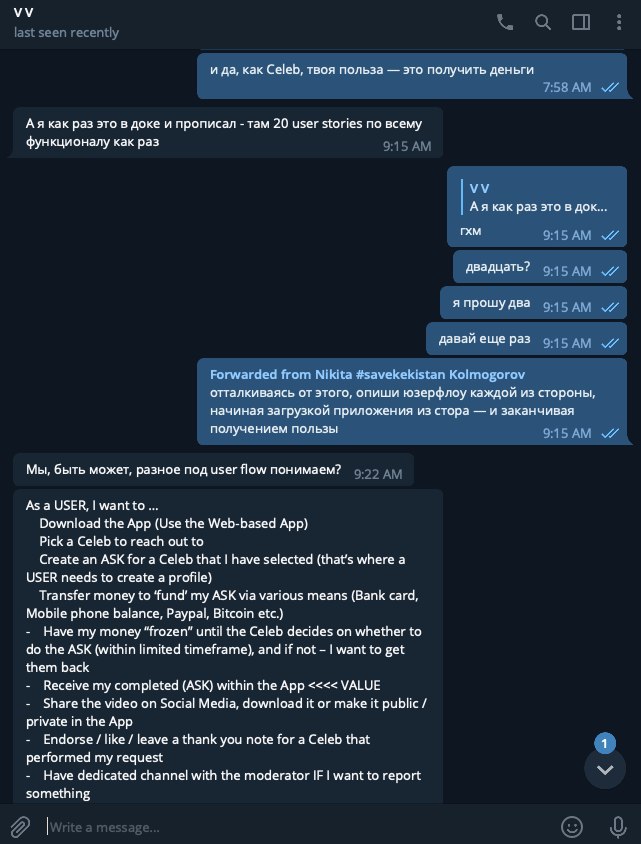 V V
last seen recently
и да, как Celeb, твоя польза — это получить деньги
7:58 AM
А я как раз это в доке и прописал - там 20 user stories по всему
функционалу как раз
9:15 AM
V V
А я как раз это в док...
гхм
9:15 AM
двадцать?
9:15 AM
я прошу два
9:15 AM
давай еще раз
9:15 AM
Forwarded from Nikita #savekekistan Kolmogorov
отталкиваясь от этого, опиши юзерфлоу каждой из стороны,
начиная загрузкой приложения из стора — и заканчивая
получением пользы
9:15 AM
Мы, быть может, разное под user flow понимаем?
9:22 AM
As a USER, I want to ...
Download the App (Use the Web-based App)
Pick a Celeb to reach out to
Create an ASK for a Celeb that I have selected (that’s where a
USER needs to create a profile)
Transfer money to ‘fund’ my ASK via various means (Bank card,
Mobile phone balance, Paypal, Bitcoin etc.)
- Have my money “frozen” until the Celeb decides on whether to
do the ASK (within limited timeframe), and if not – I want to get
them back
- Receive my completed (ASK) within the App <<<< VALUE
- Share the video on Social Media, download it or make it public /
private in the App
- Endorse / like / leave a thank you note for a Celeb that
performed my request
- Have dedicated channel with the moderator IF I want to report
something
1
Write a message...